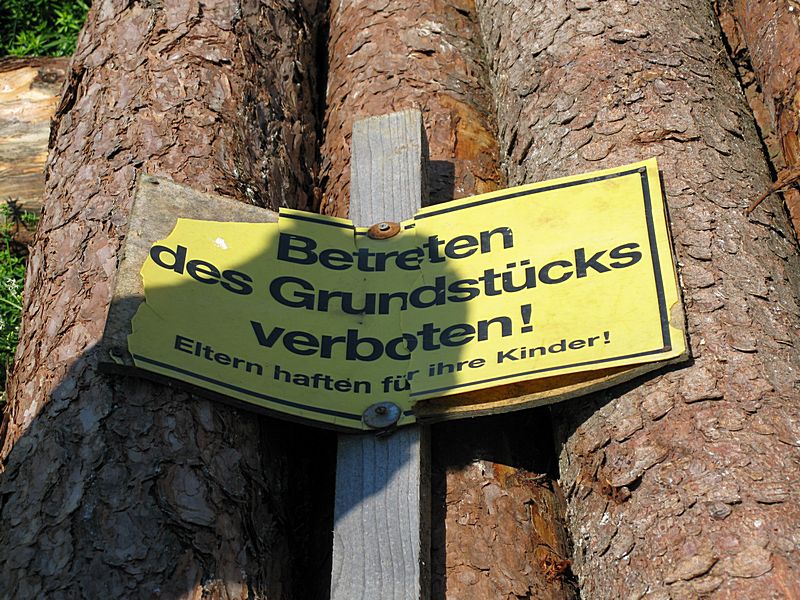 Betreten
des Grundstücks
verboten!
Eltern haften für ihre Kinder!